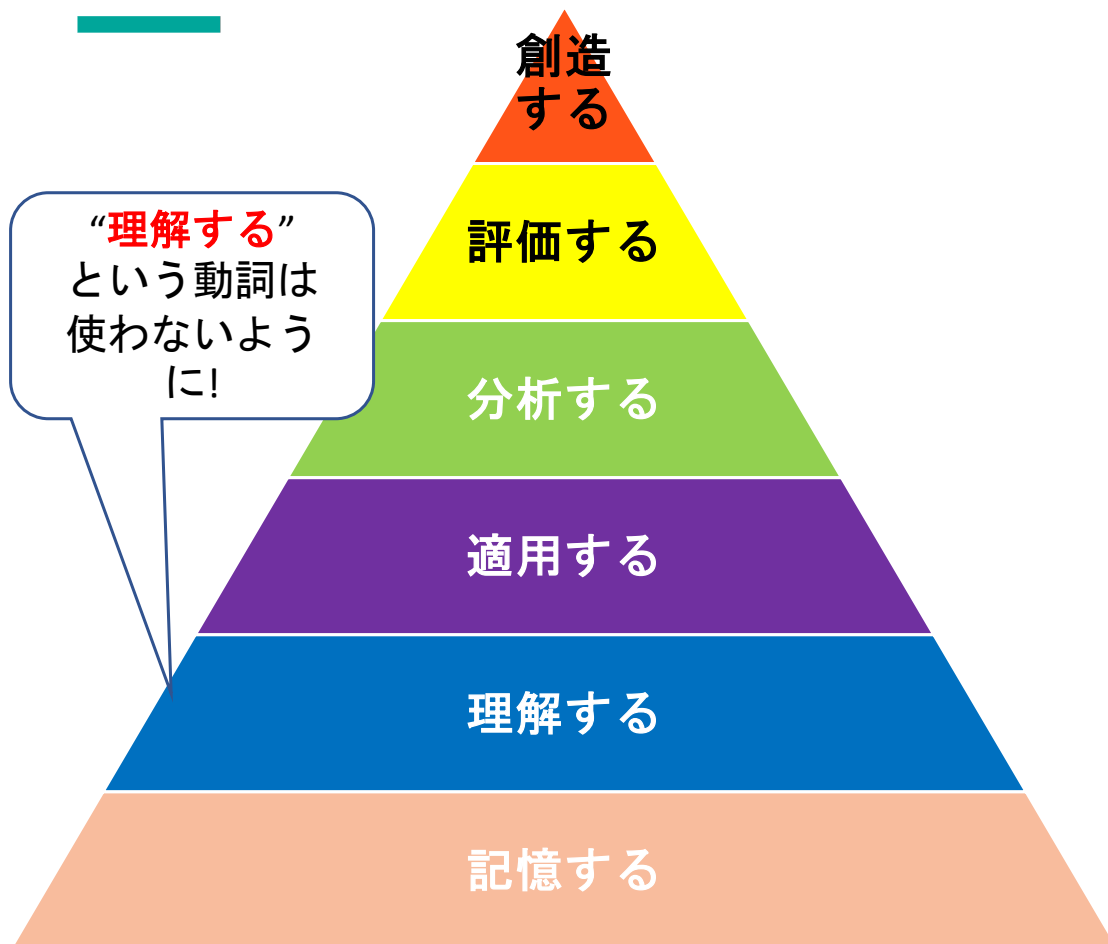 創造
する
“理解する”
という動詞は
使わないよう
に!
評価する
分析する
適用する
理解する
記憶する